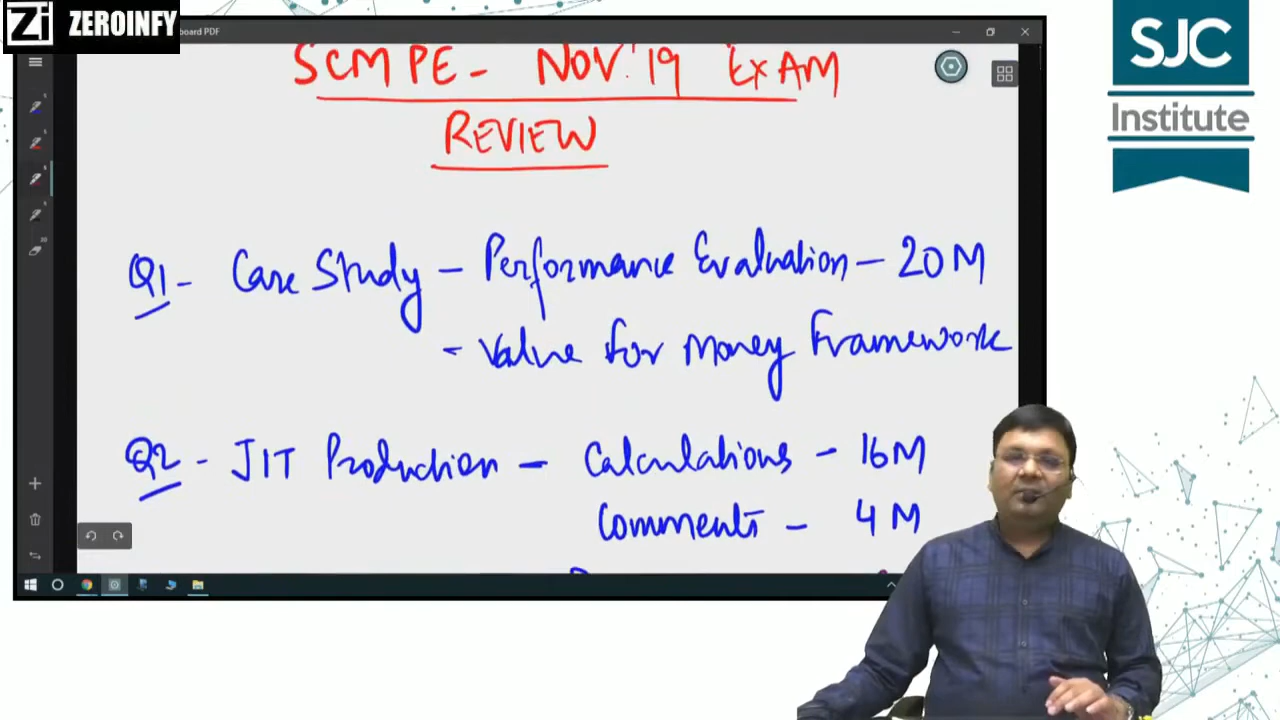 Zi ZEROINFY
board PDF
SCMPE - NOV.'19 EXAM
REVIEW
SJC
Institute
Q1 - Case Study - Performance Evaluation - 20M
- Value for Money Framework
Q2 - JIT Production - Calculations - 16M
Comments - 4M